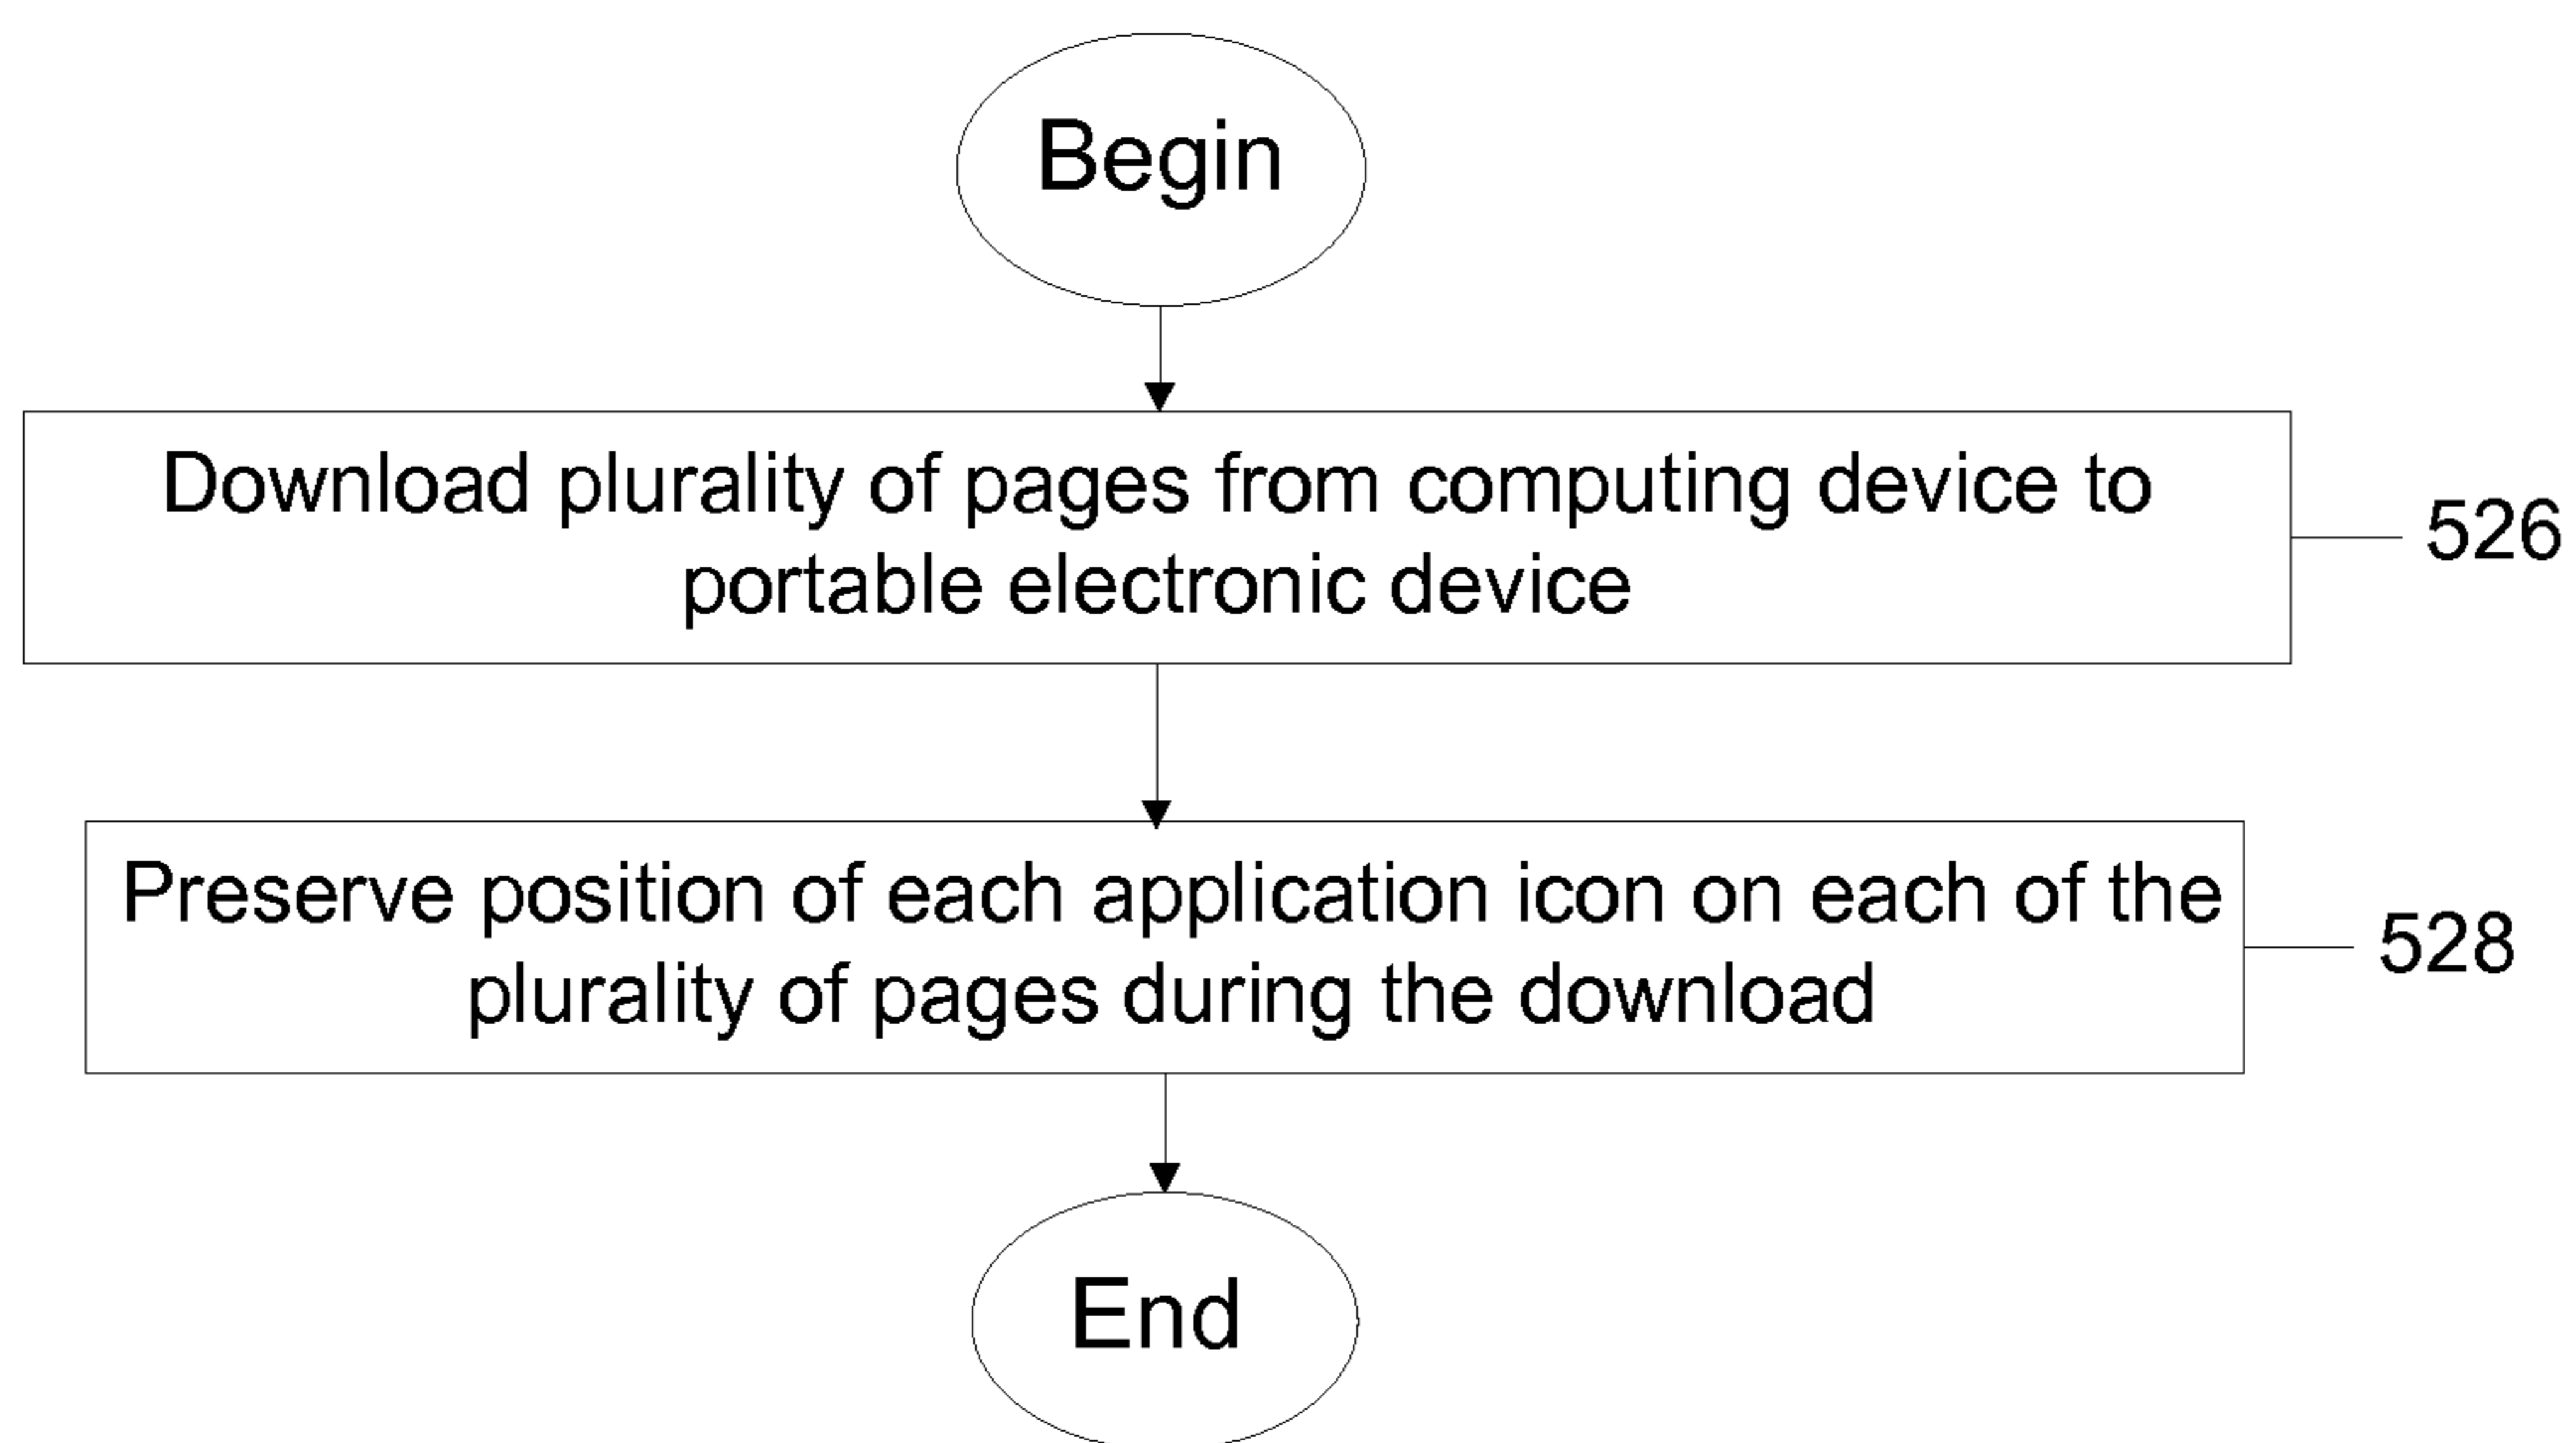 Begin
Download plurality of pages from computing device to
portable electronic device
526
Preserve position of each application icon on each of the
plurality of pages during the download
528
End